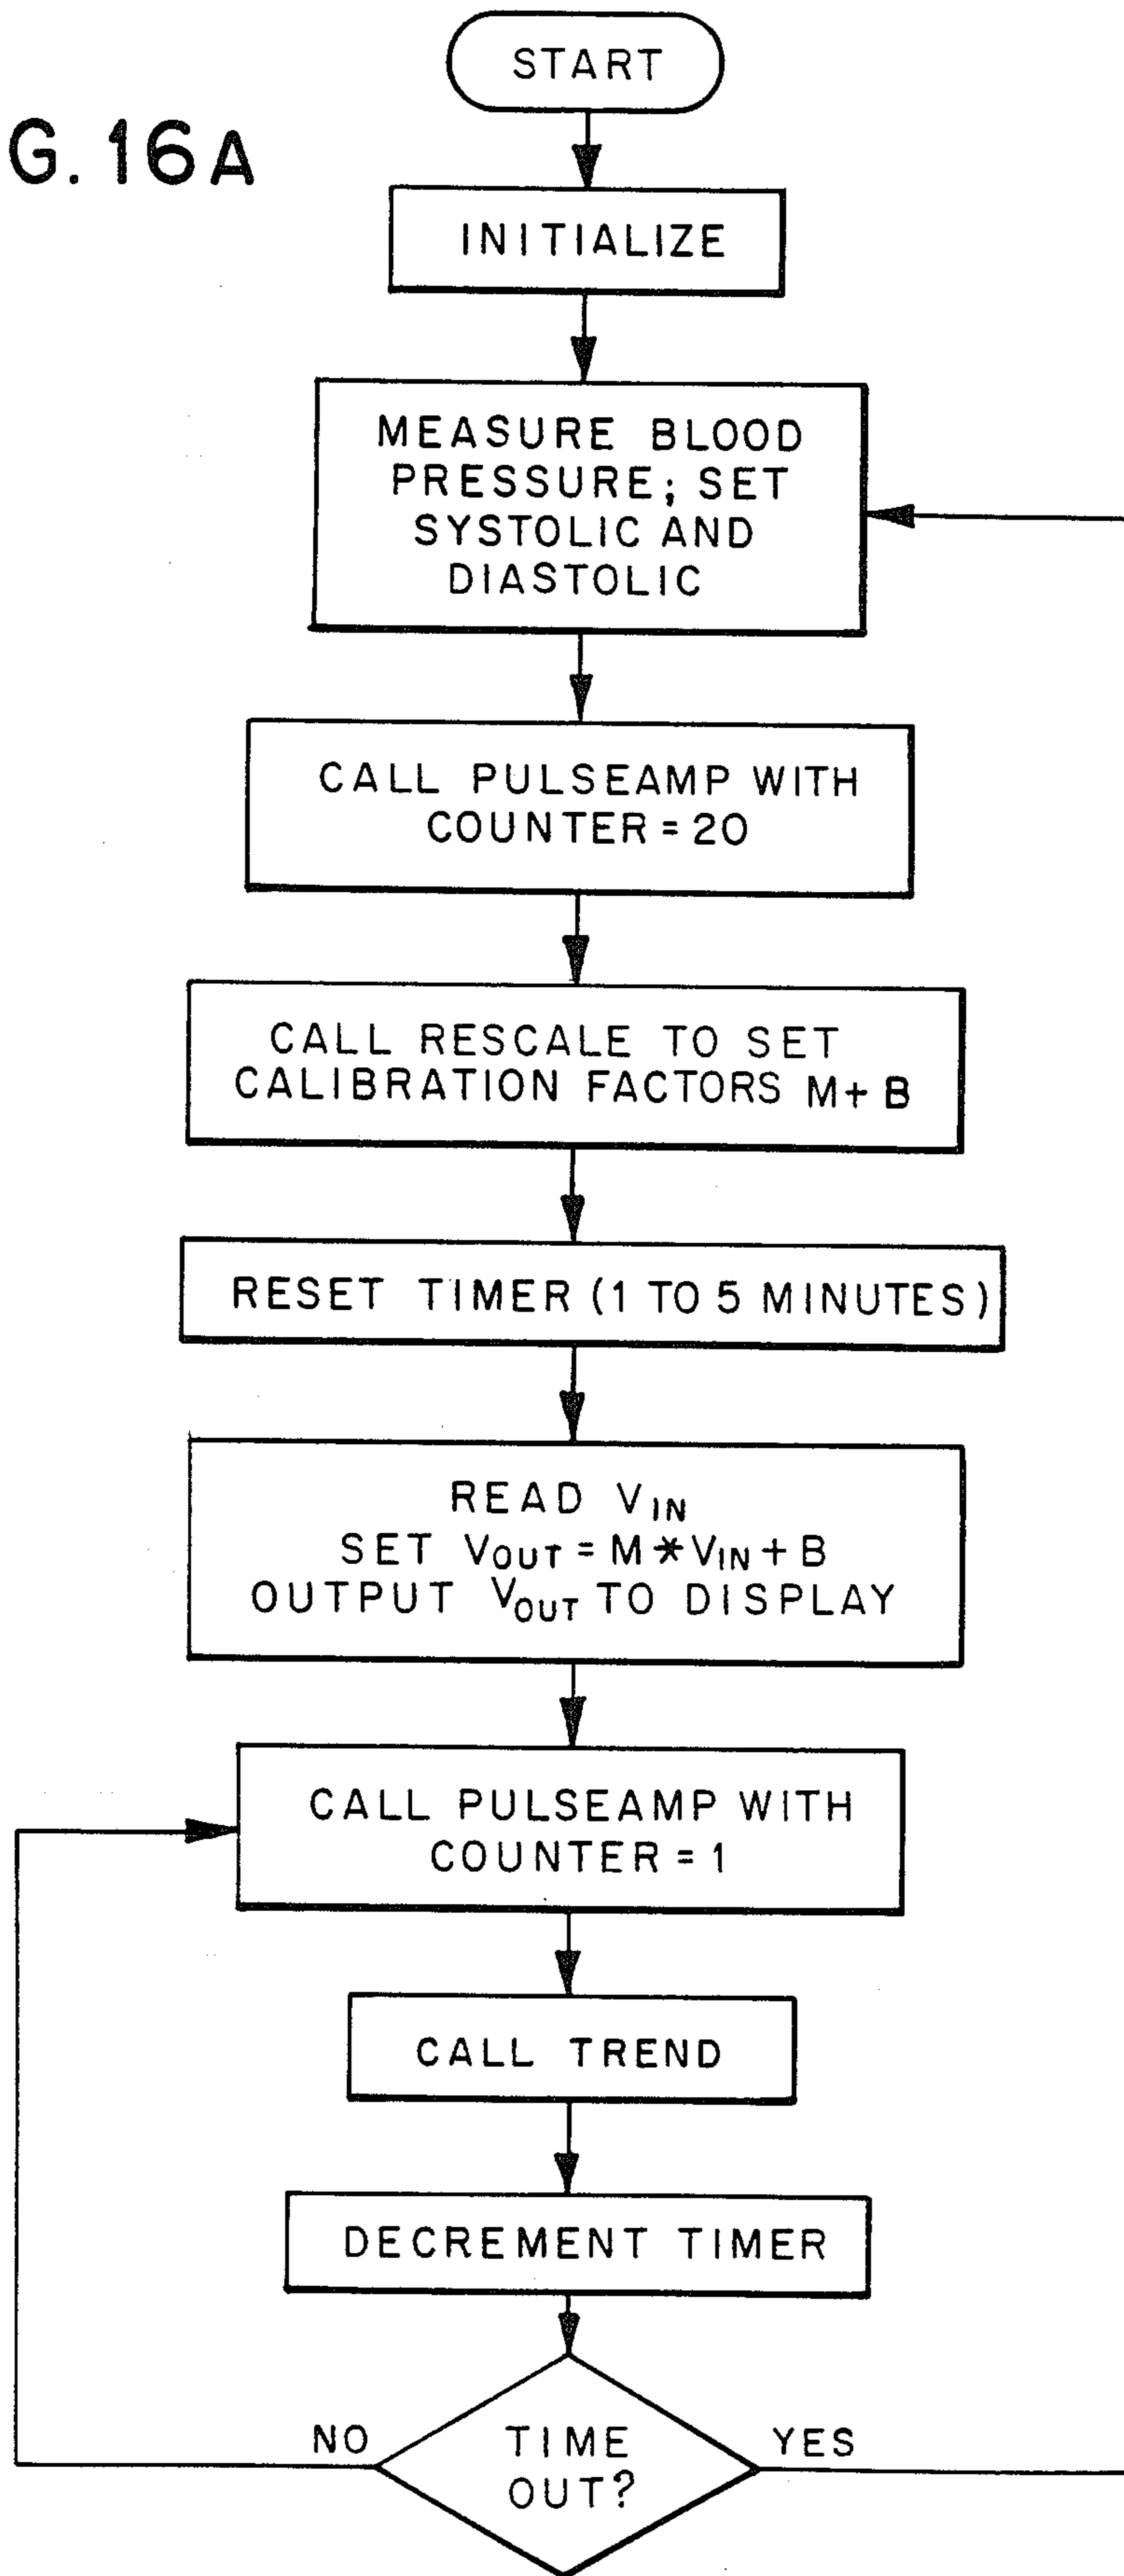 START
G. 16A
INITIALIZE
MEASURE BLOOD
PRESSURE; SET
SYSTOLIC AND
DIASTOLIC
CALL PULSEAMP WITH
COUNTER = 20
CALL RESCALE TO SET
CALIBRATION FACTORS M+ B
RESET TIMER (1 TO 5 MINUTES)
READ VIN
SET VOUT = M * VIN + B
OUTPUT VOUT TO DISPLAY
CALL PULSEAMP WITH
COUNTER = 1
CALL TREND
DECREMENT TIMER
NO
TIME
OUT?
YES